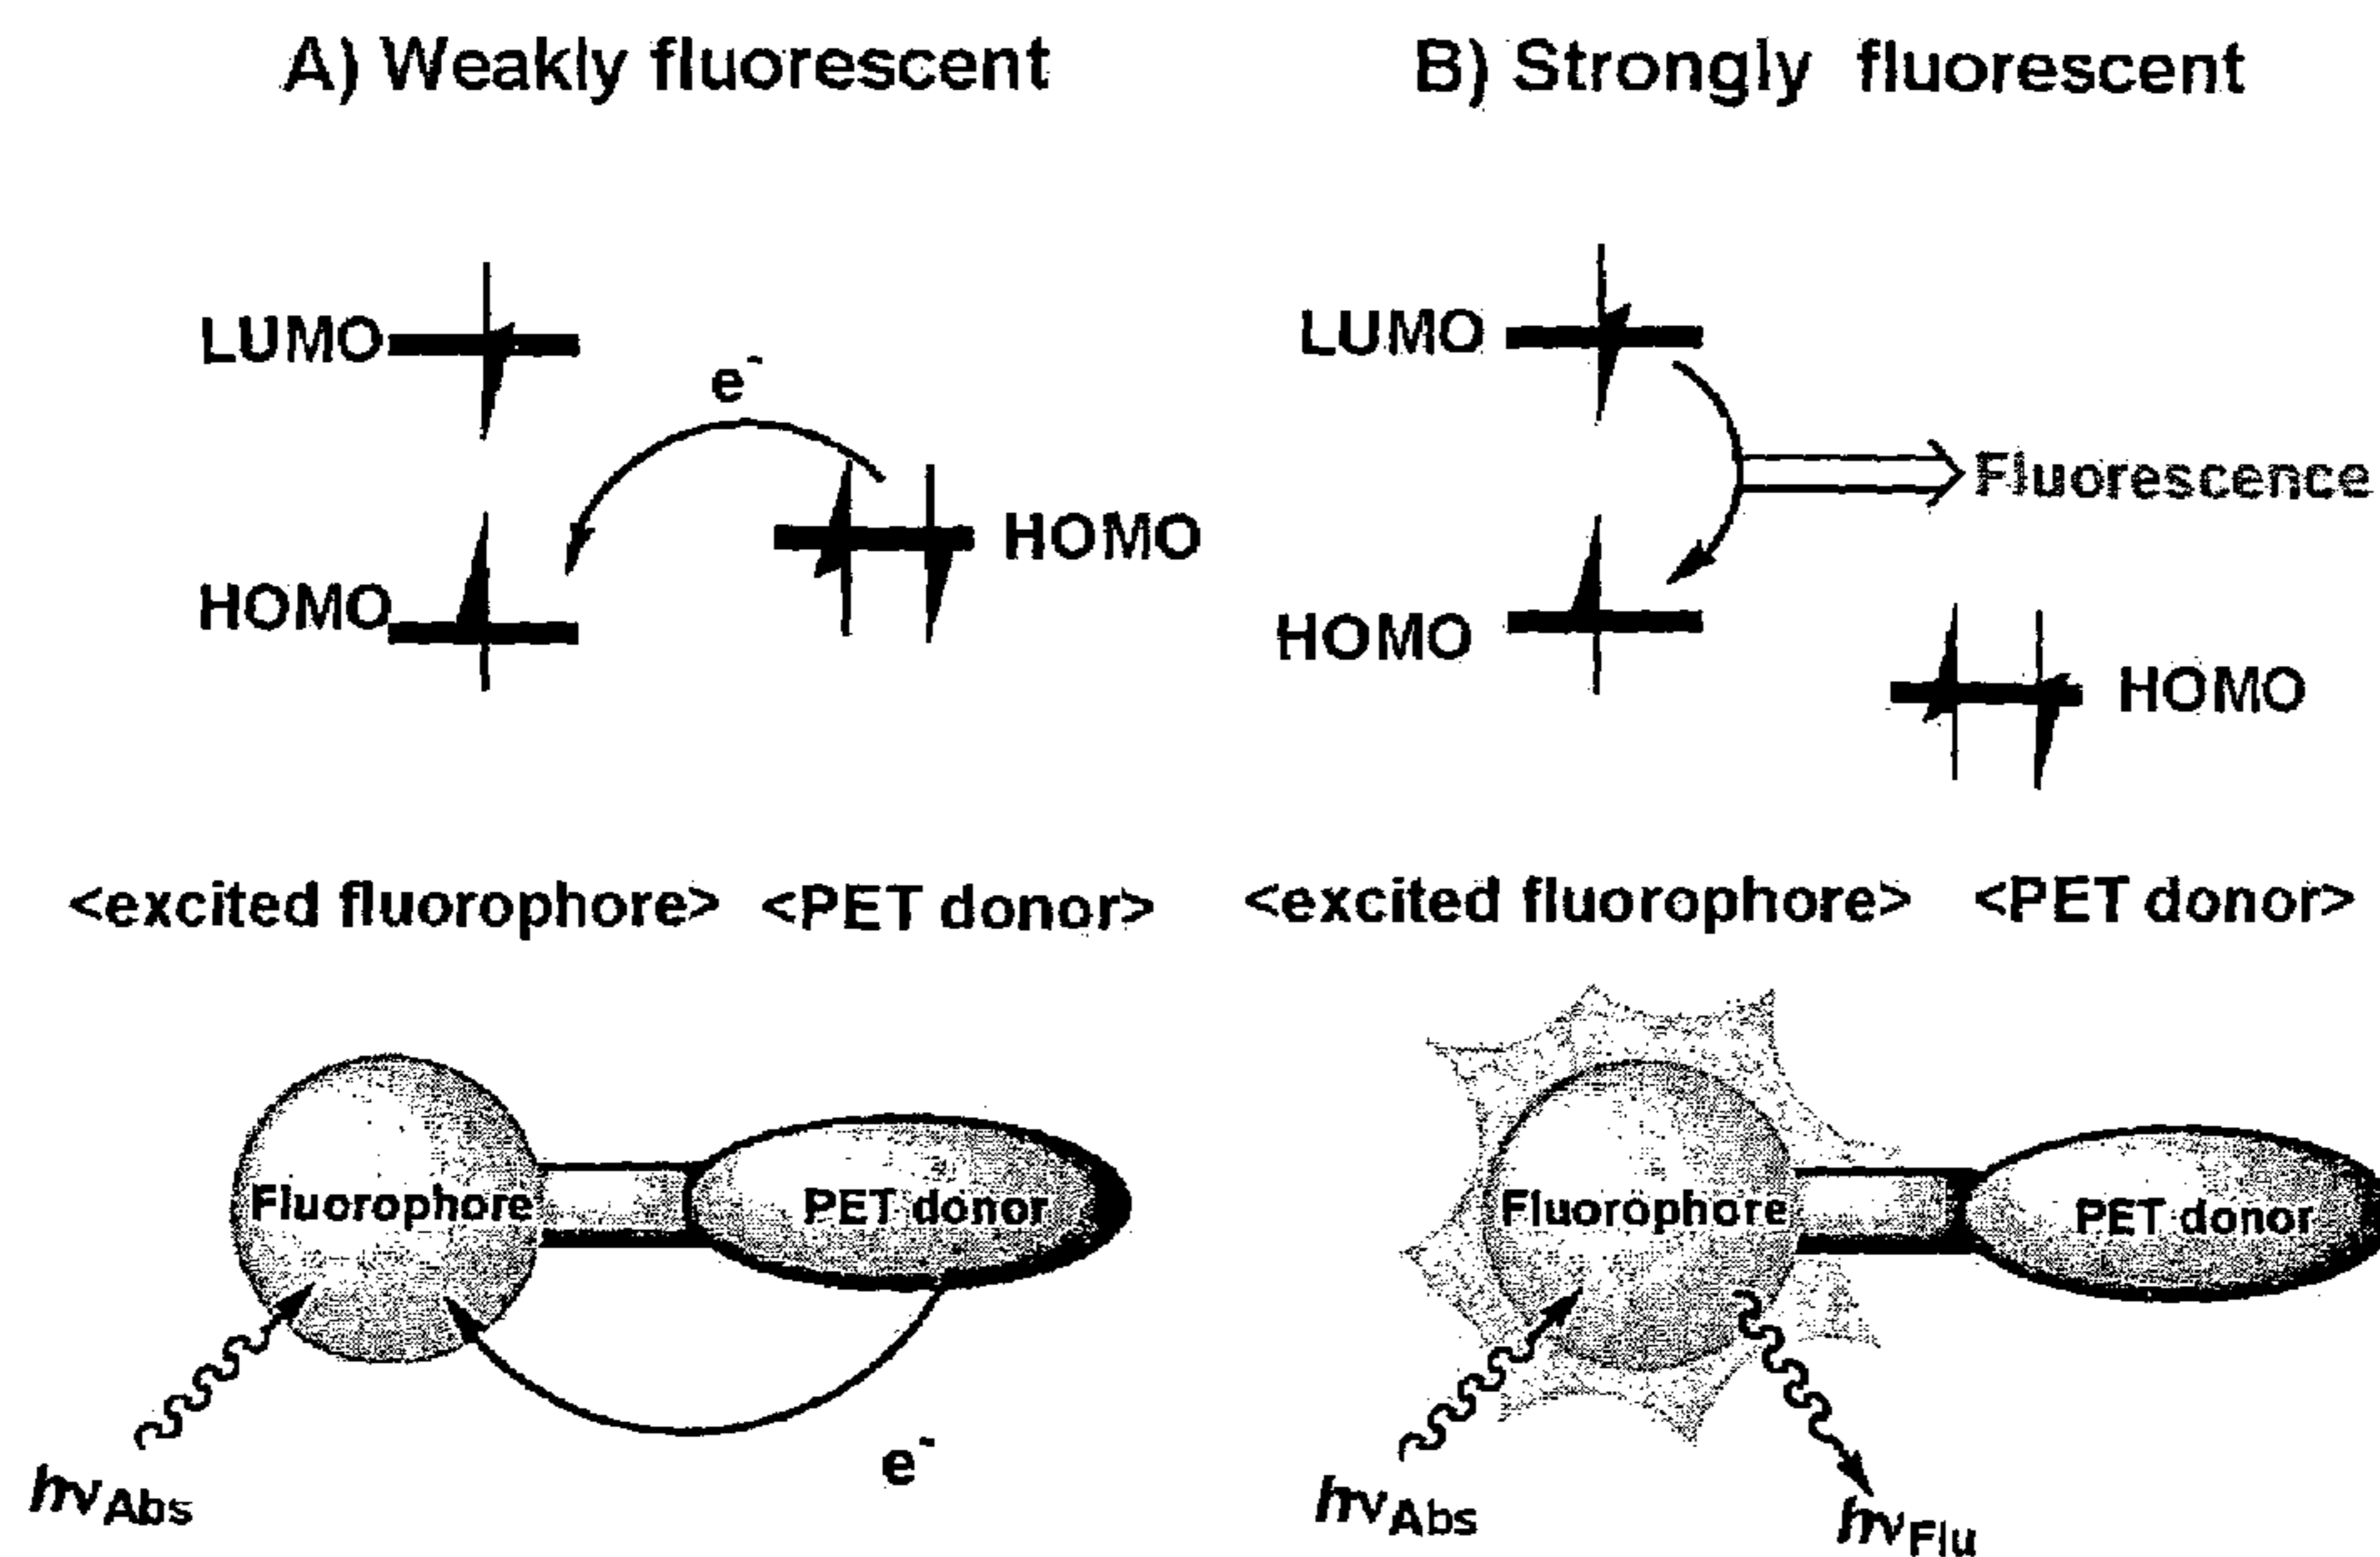 A) Weakly fluorescent
LUMO
e⁻
HOMO
HOMO
<excited fluorophore> <PET donor>
Fluorophore
PET donor
hνAbs
e⁻
B) Strongly fluorescent
LUMO
Fluorescence
HOMO
HOMO
<excited fluorophore> <PET donor>
Fluorophore
PET donor
hνAbs
hνFlu